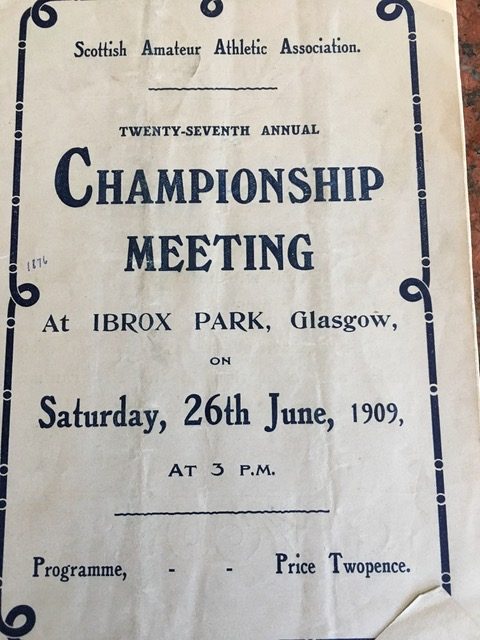 Scottish Amateur Athletic Association.
TWENTY-SEVENTH ANNUAL
CHAMPIONSHIP
MEETING
1876
At IBROX PARK, Glasgow,
ON
Saturday, 26th June, 1909,
AT 3 P.M.
Programme, - - Price Twopence.